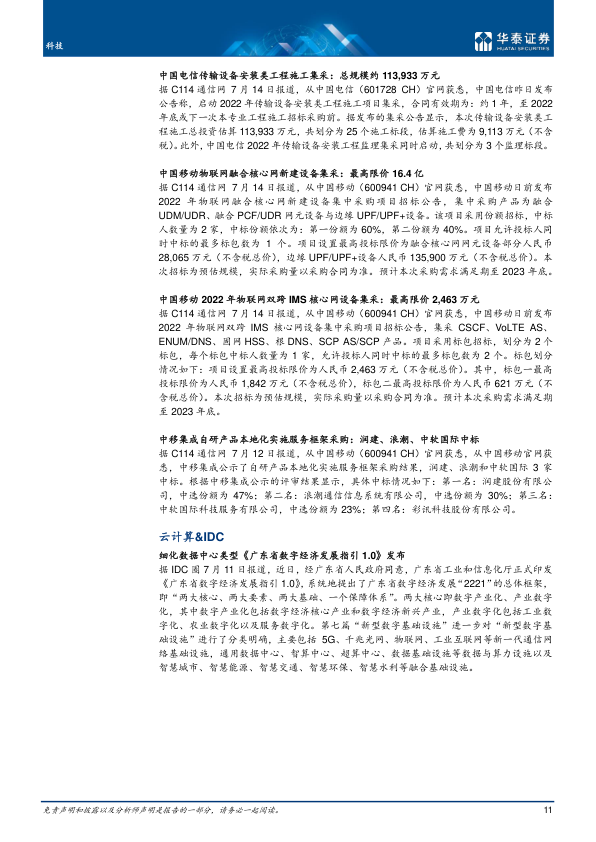 科技
华泰证券
HUATAI SECURITIES
中国电信传输设备安装类工程施工集采：总规模约 113,933 万元
据 C114 通信网 7 月 14 日报道，从中国电信（601728 CH）官网获悉，中国电信昨日发布
公告称，启动 2022 年传输设备安装类工程施工项目集采，合同有效期为：约 1 年，至 2022
年底或下一次本专业工程施工招标采购前。据发布的集采公告显示，本次传输设备安装类工
程施工总投资估算 113,933 万元，共划分为 25 个施工标段，估算施工费为 9,113 万元（不含
税）。此外，中国电信 2022 年传输设备安装工程监理集采同时启动，共划分为 3 个监理标段。
中国移动物联网融合核心网新建设备集采：最高限价 16.4 亿
据 C114 通信网 7 月 14 日报道，从中国移动（600941 CH）官网获悉，中国移动日前发布
2022 年物联网融合核心网新建设备集中采购项目招标公告，集中采购产品为融合
UDM/UDR、融合 PCF/UDR 网元设备与边缘 UPF/UPF+设备。该项目采用份额招标，中标
人数量为 2 家，中标份额依次为：第一份额为 60%，第二份额为 40%。项目允许投标人同
时中标的最多标包数为 1 个。项目设置最高投标限价为融合核心网网元设备部分人民币
28,065 万元（不含税总价），边缘 UPF/UPF+设备人民币 135,900 万元（不含税总价）。本
次招标为预估规模，实际采购量以采购合同为准。预计本次采购需求满足期至 2023 年底。
中国移动 2022 年物联网双跨 IMS 核心网设备集采：最高限价 2,463 万元
据 C114 通信网 7 月 14 日报道，从中国移动（600941 CH）官网获悉，中国移动日前发布
2022 年物联网双跨 IMS 核心网设备集中采购项目招标公告，集采 CSCF、VoLTE AS、
ENUM/DNS、固网 HSS、根 DNS、SCP AS/SCP 产品。项目采用标包招标，划分为 2 个
标包，每个标包中标人数量为 1 家，允许投标人同时中标的最多标包数为 2 个。标包划分
情况如下：项目设置最高投标限价为人民币 2,463 万元（不含税总价）。其中，标包一最高
投标限价为人民币 1,842 万元（不含税总价），标包二最高投标限价为人民币 621 万元（不
含税总价）。本次招标为预估规模，实际采购量以采购合同为准。预计本次采购需求满足期
至 2023 年底。
中移集成自研产品本地化实施服务框架采购：润建、浪潮、中软国际中标
据 C114 通信网 7 月 12 日报道，从中国移动（600941 CH）官网获悉，从中国移动官网获
悉，中移集成公示了自研产品本地化实施服务框架采购结果，润建、浪潮和中软国际 3 家
中标。根据中移集成公示的评审结果显示，具体中标情况如下：第一名：润建股份有限公
司，中选份额为 47%；第二名：浪潮通信信息系统有限公司，中选份额为 30%；第三名：
中软国际科技服务有限公司，中选份额为 23%；第四名：彩讯科技股份有限公司。
云计算&IDC
细化数据中心类型《广东省数字经济发展指引 1.0》发布
据 IDC 圈 7 月 11 日报道，近日，经广东省人民政府同意，广东省工业和信息化厅正式印发
《广东省数字经济发展指引 1.0》，系统地提出了广东省数字经济发展“2221”的总体框架，
即“两大核心、两大要素、两大基础、一个保障体系”。两大核心即数字产业化、产业数字
化，其中数字产业化包括数字经济核心产业和数字经济新兴产业，产业数字化包括工业数
字化、农业数字化以及服务数字化。第七篇“新型数字基础设施”进一步对“新型数字基
础设施”进行了分类明确，主要包括 5G、千兆光网、物联网、工业互联网等新一代通信网
络基础设施，通用数据中心、智算中心、超算中心、数据基础设施等数据与算力设施以及
智慧城市、智慧能源、智慧交通、智慧环保、智慧水利等融合基础设施。
免责声明和披露以及分析师声明是报告的一部分，请务必一起阅读。
11